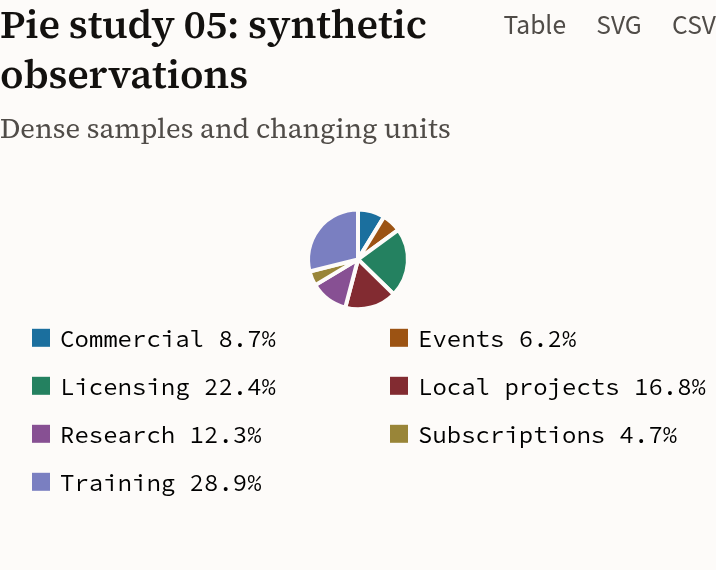 Pie study 05: synthetic
observations
Table SVG CSV
Dense samples and changing units
Commercial 8.7%
Events 6.2%
Licensing 22.4%
Local projects 16.8%
Research 12.3%
Subscriptions 4.7%
Training 28.9%